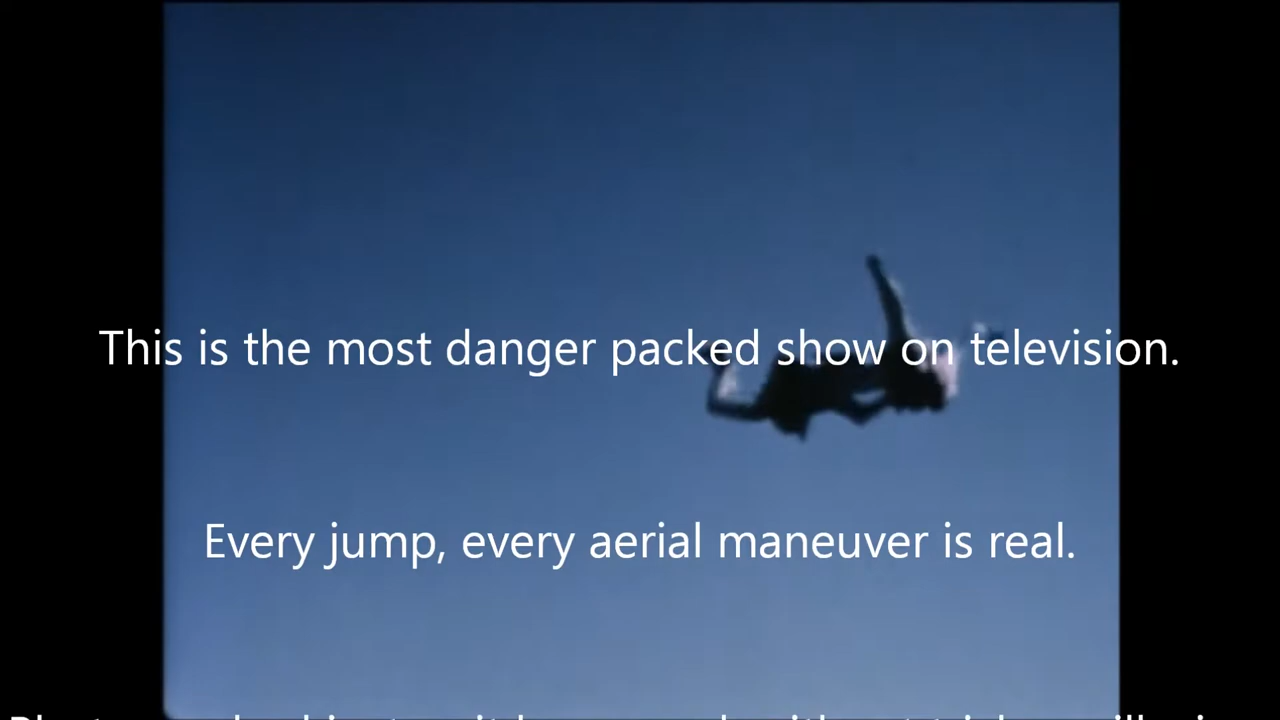 This is the most danger packed show on television.
Every jump, every aerial maneuver is real.